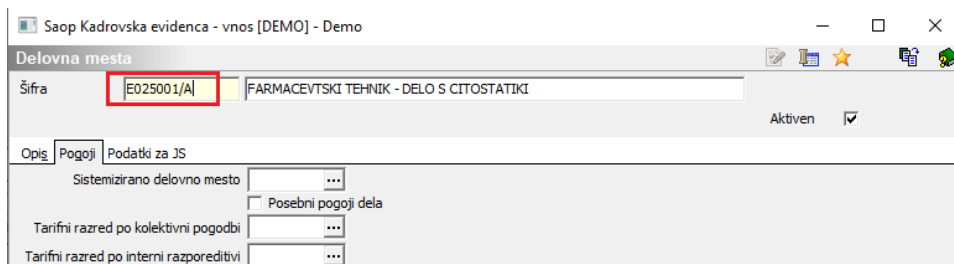 Saop Kadrovska evidenca - vnos [DEMO] - Demo
Delovna mesta
Šifra E025001/A FARMACEVTSKI TEHNIK - DELO S CITOSTATIKI
Aktiven
Opis Pogoji Podatki za JS
Sistemizirano delovno mesto ...
Posebni pogoji dela
Tarifni razred po kolektivni pogodbi ...
Tarifni razred po interni razporeditivi ...